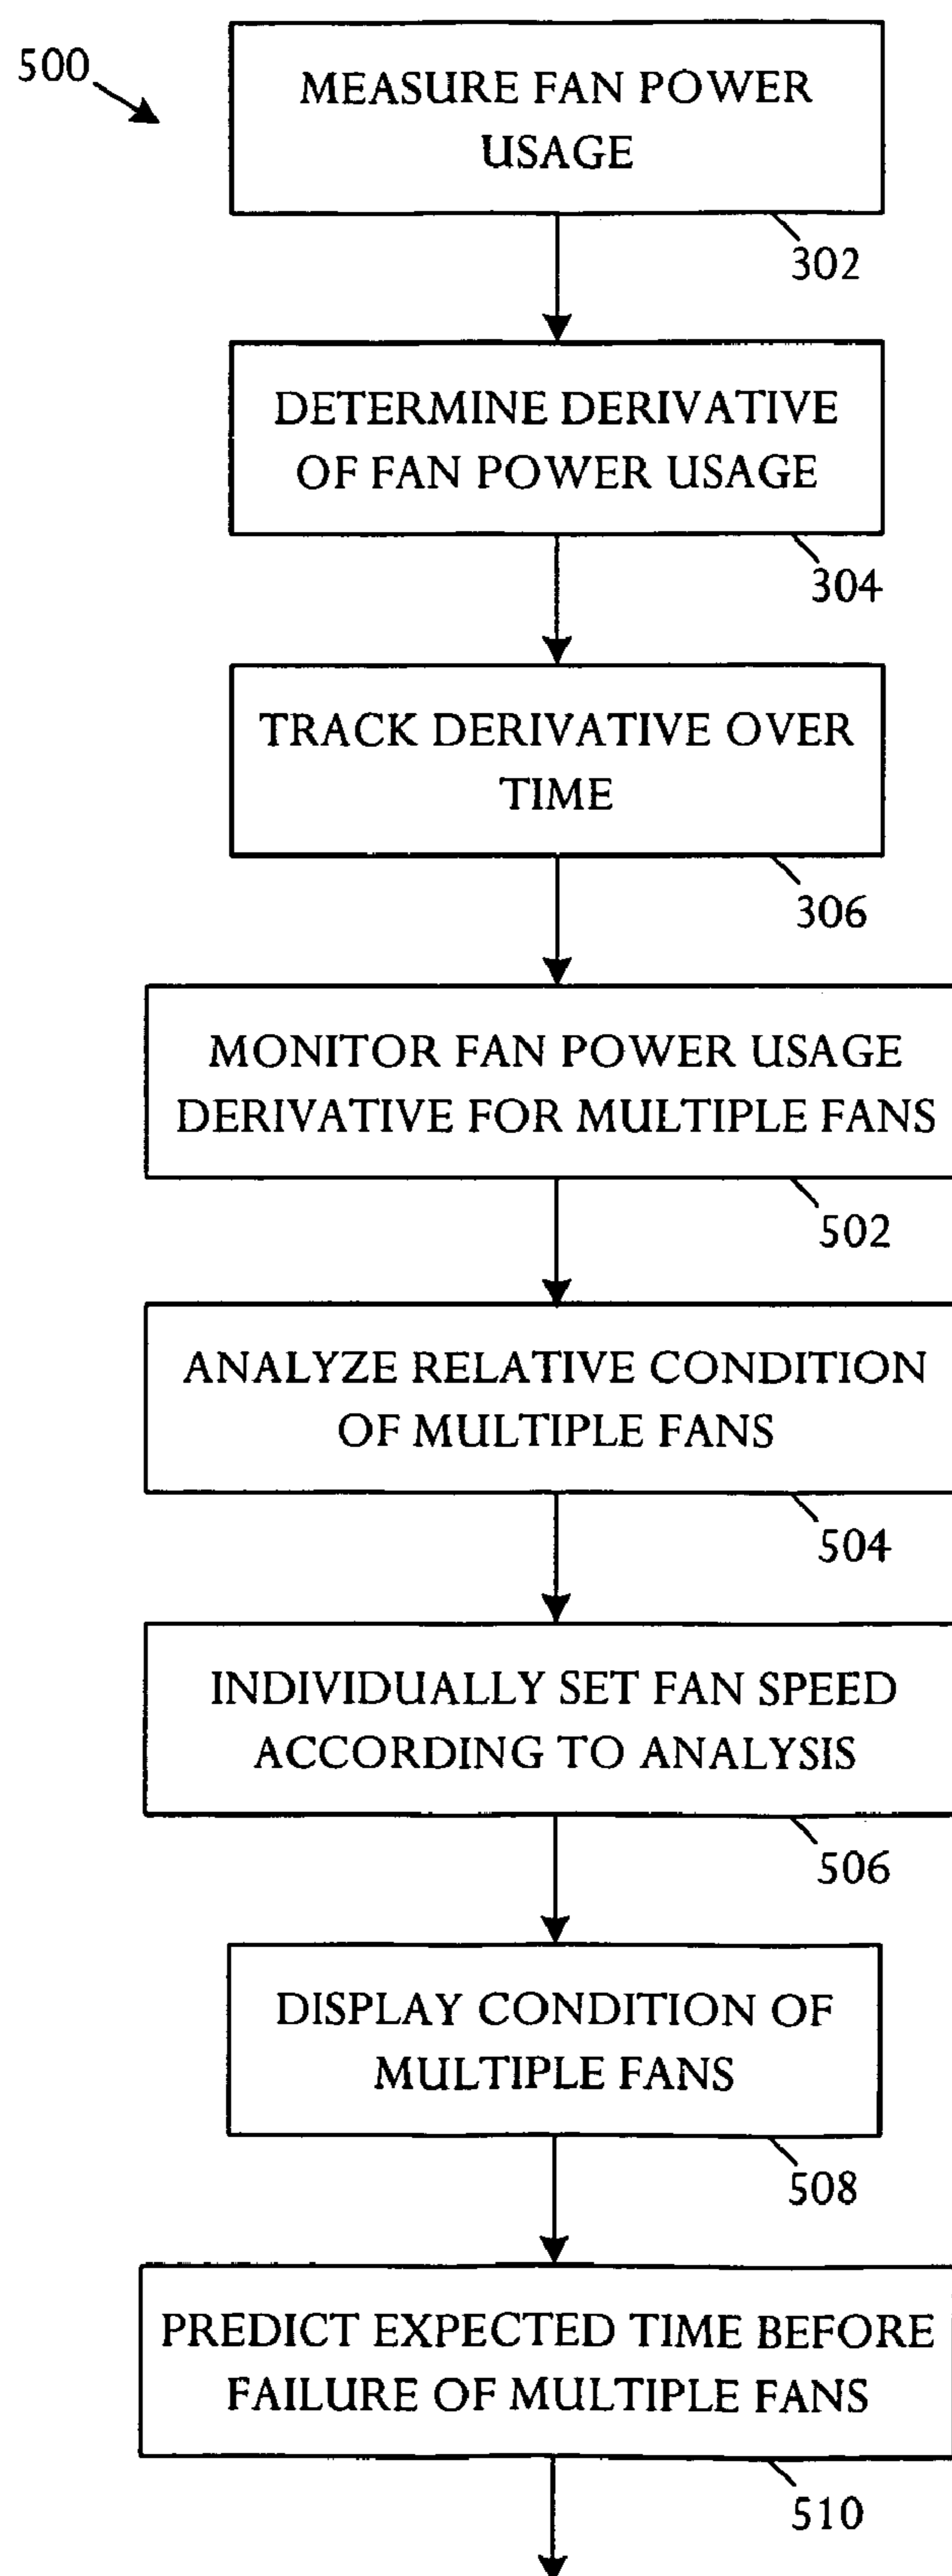 500
MEASURE FAN POWER
USAGE
302
DETERMINE DERIVATIVE
OF FAN POWER USAGE
304
TRACK DERIVATIVE OVER
TIME
306
MONITOR FAN POWER USAGE
DERIVATIVE FOR MULTIPLE FANS
502
ANALYZE RELATIVE CONDITION
OF MULTIPLE FANS
504
INDIVIDUALLY SET FAN SPEED
ACCORDING TO ANALYSIS
506
DISPLAY CONDITION OF
MULTIPLE FANS
508
PREDICT EXPECTED TIME BEFORE
FAILURE OF MULTIPLE FANS
510